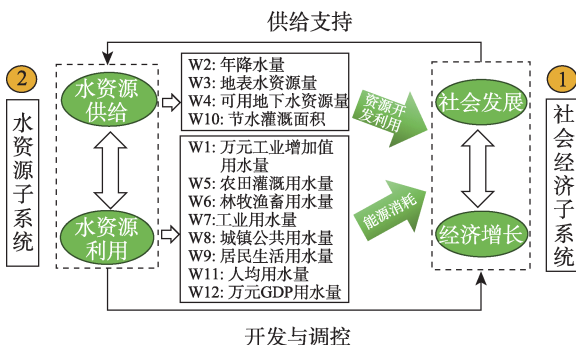 供给支持
2
水资源子系统
水资源
供给
W2: 年降水量
W3: 地表水资源量
W4: 可用地下水资源量
W10: 节水灌溉面积
资源开
发利用
社会发展
1
社会经济子系统
水资源
利用
W1: 万元工业增加值
用水量
W5: 农田灌溉用水量
W6: 林牧渔畜用水量
W7:工业用水量
W8: 城镇公共用水量
W9: 居民生活用水量
W11: 人均用水量
W12: 万元GDP用水量
能源消耗
经济增长
开发与调控